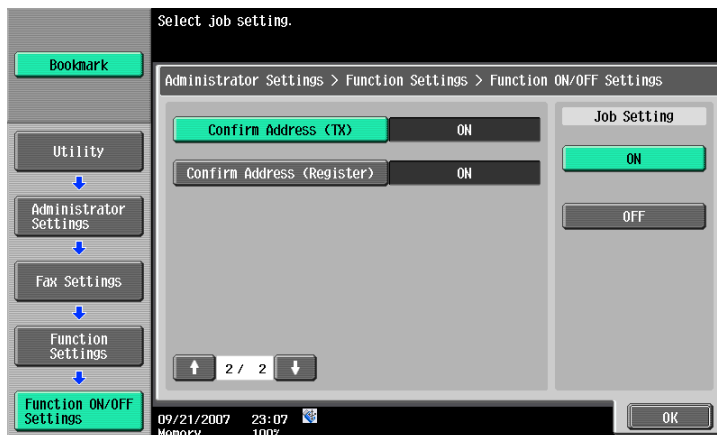 Select job setting.
Bookmark
Administrator Settings > Function Settings > Function ON/OFF Settings
Utility
Administrator
Settings
Fax Settings
Function
Settings
Function ON/OFF
Settings
Confirm Address (TX) ON
Confirm Address (Register) ON
2/ 2
Job Setting
ON
OFF
09/21/2007 23:07
Memory 100%
OK